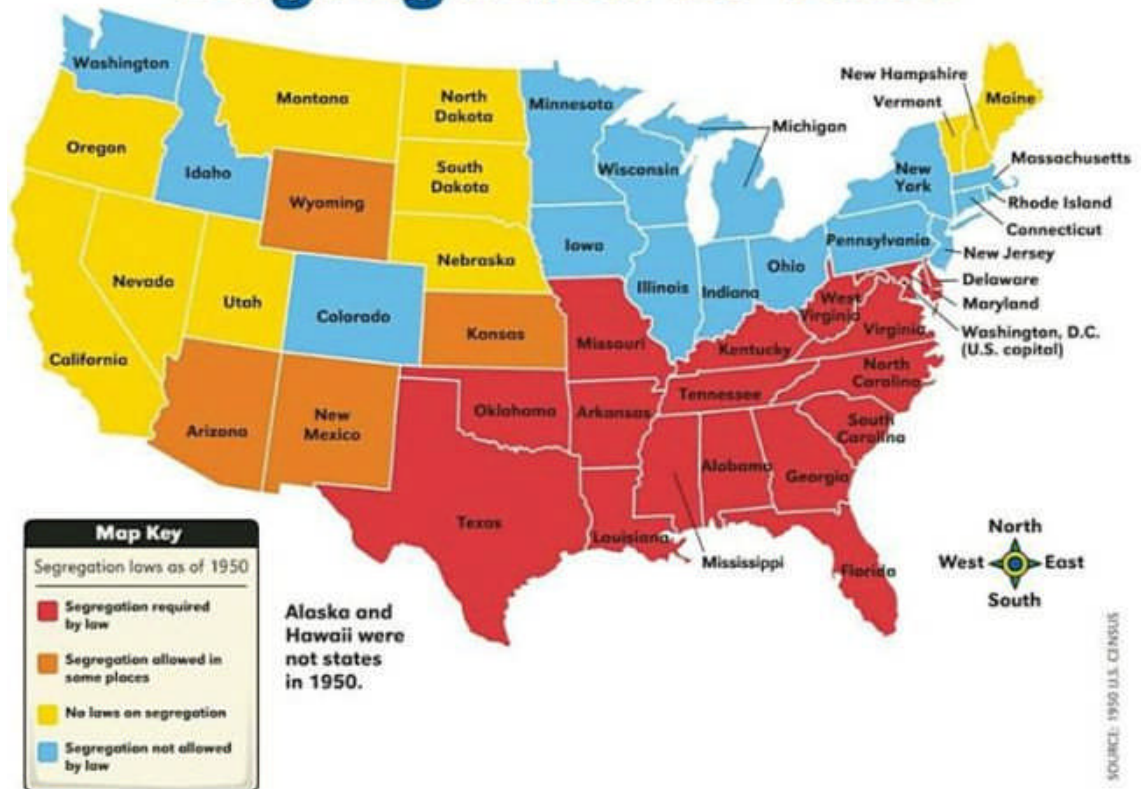 Washington
Montana
North
Dakota
Minnesota
New Hampshire
Vermont
Maine
Michigan
Oregon
Idaho
South
Dakota
Wisconsin
New
York
Massachusetts
Wyoming
Rhode Island
Connecticut
Iowa
Pennsylvania
New Jersey
Nebraska
Nevada
Utah
Colorado
Illinois
Indiana
Ohio
Delaware
Maryland
West
Virginia
Virginia
Washington, D.C.
(U.S. capital)
Kansas
Missouri
Kentucky
California
North
Carolina
Tennessee
Arizona
New
Mexico
Oklahoma
Arkansas
South
Carolina
Alabama
Georgia
Texas
Louisiana
Mississippi
Florida
North
West
East
South
Map Key
Segregation laws as of 1950
Segregation required
by law
Segregation allowed in
some places
No laws on segregation
Segregation not allowed
by law
Alaska and
Hawaii were
not states
in 1950.
SOURCE: 1950 U.S. CENSUS